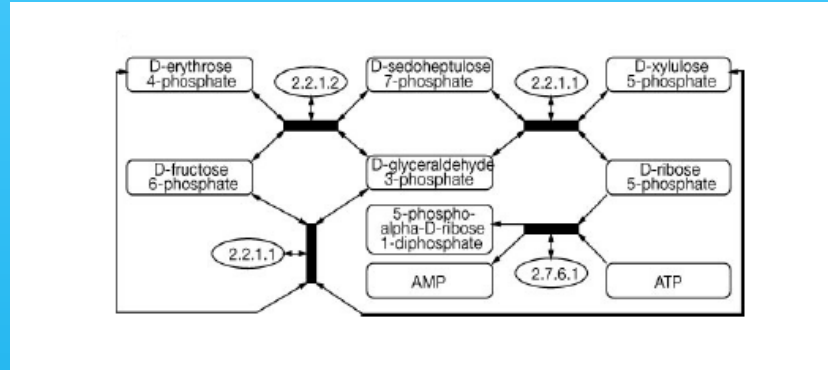 D-erythrose
4-phosphate
2.2.1.2
D-sedoheptulose
7-phosphate
2.2.1.1
D-xylulose
5-phosphate
D-fructose
6-phosphate
D-glyceraldehyde
3-phosphate
D-ribose
5-phosphate
2.2.1.1
5-phospho-
alpha-D-ribose
1-diphosphate
AMP
2.7.6.1
ATP